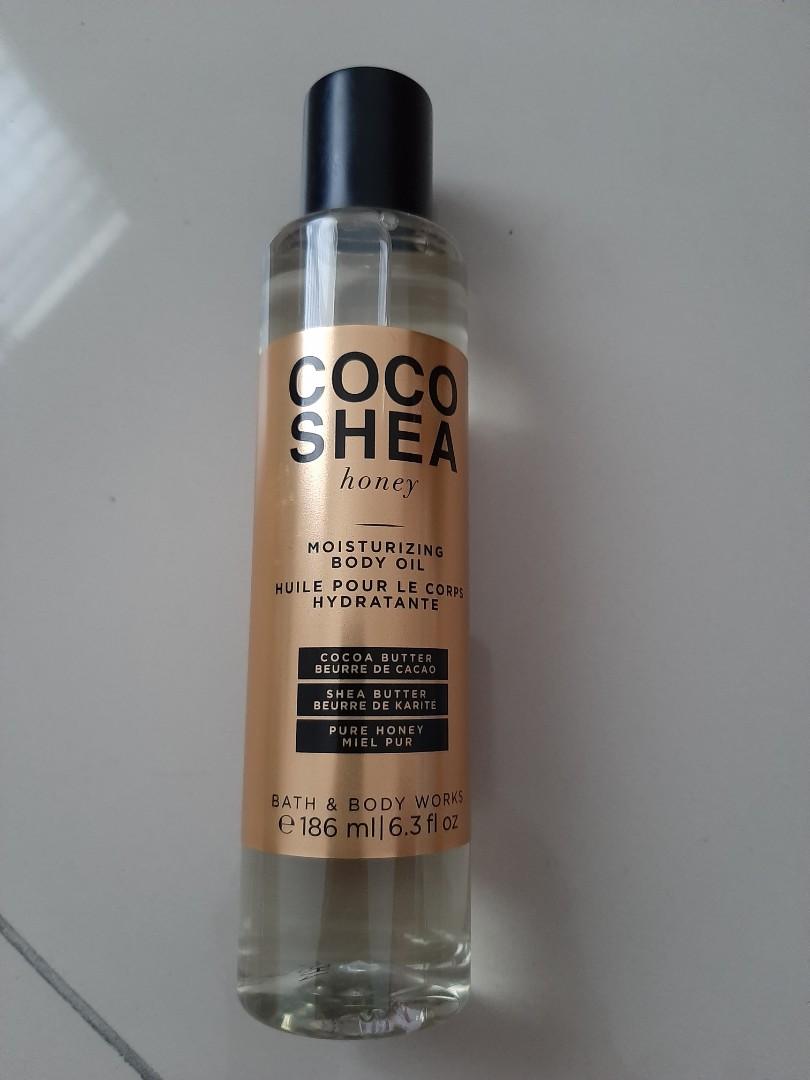 COCO
SHEA
honey
MOISTURIZING
BODY OIL
HUILE POUR LE CORPS
HYDRATANTE
COCOA BUTTER
BEURRE DE CACAO
SHEA BUTTER
BEURRE DE KARITÉ
PURE HONEY
MIEL PUR
BATH & BODY WORKS
℮ 186 ml|6.3 fl oz